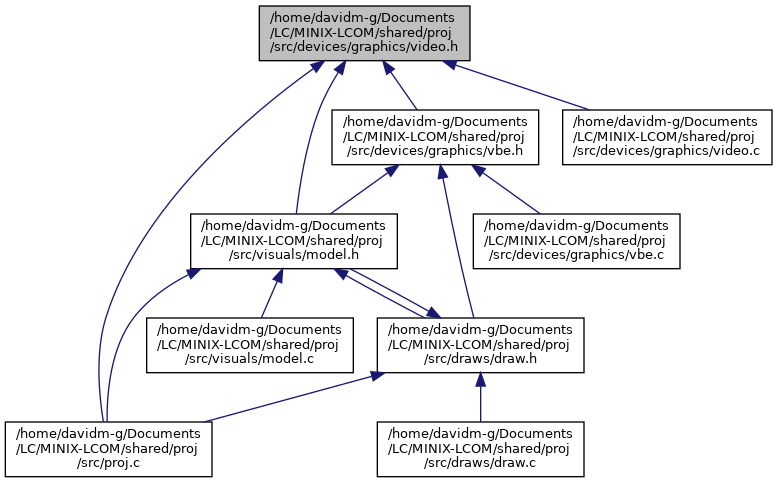 /home/davidm-g/Documents
/LC/MINIX-LCOM/shared/proj
/src/devices/graphics/video.h
/home/davidm-g/Documents
/LC/MINIX-LCOM/shared/proj
/src/devices/graphics/vbe.h
/home/davidm-g/Documents
/LC/MINIX-LCOM/shared/proj
/src/devices/graphics/video.c
/home/davidm-g/Documents
/LC/MINIX-LCOM/shared/proj
/src/visuals/model.h
/home/davidm-g/Documents
/LC/MINIX-LCOM/shared/proj
/src/devices/graphics/vbe.c
/home/davidm-g/Documents
/LC/MINIX-LCOM/shared/proj
/src/visuals/model.c
/home/davidm-g/Documents
/LC/MINIX-LCOM/shared/proj
/src/draws/draw.h
/home/davidm-g/Documents
/LC/MINIX-LCOM/shared/proj
/src/proj.c
/home/davidm-g/Documents
/LC/MINIX-LCOM/shared/proj
/src/draws/draw.c